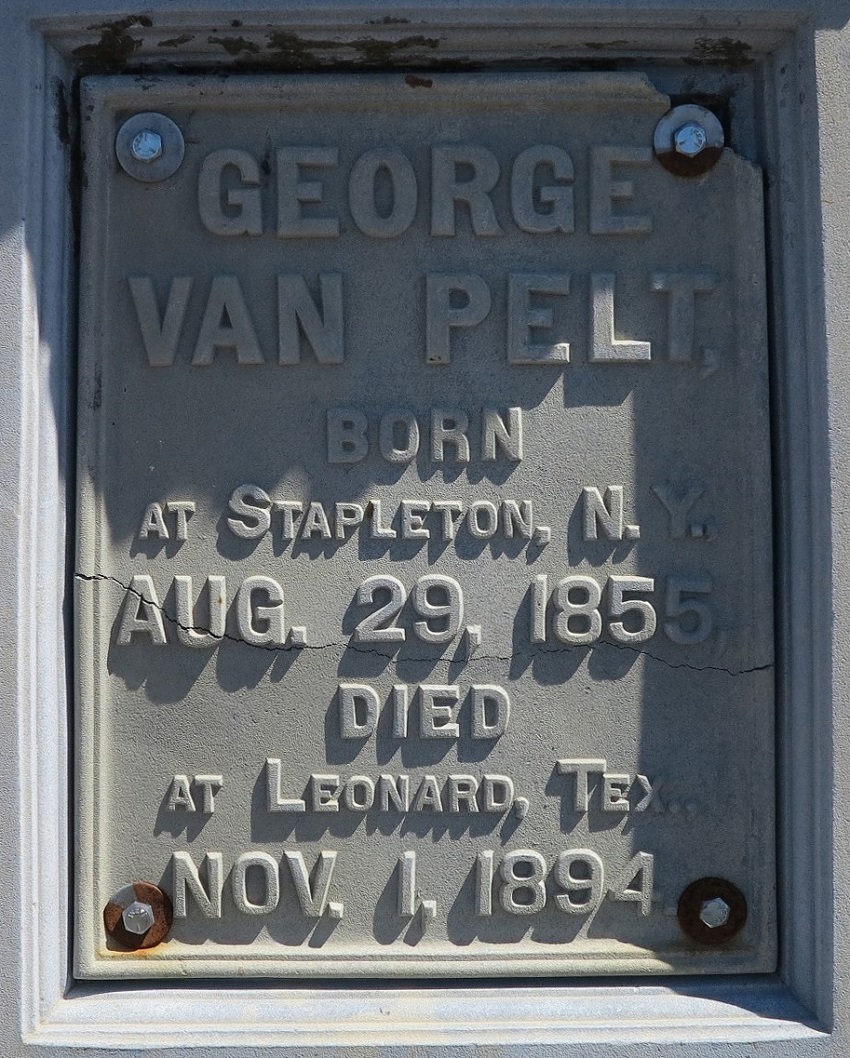 GEORGE
VAN PELT,
BORN
AT STAPLETON, N. Y.,
AUG. 29, 1855,
DIED
AT LEONARD, TEX.,
NOV. 1, 1894.